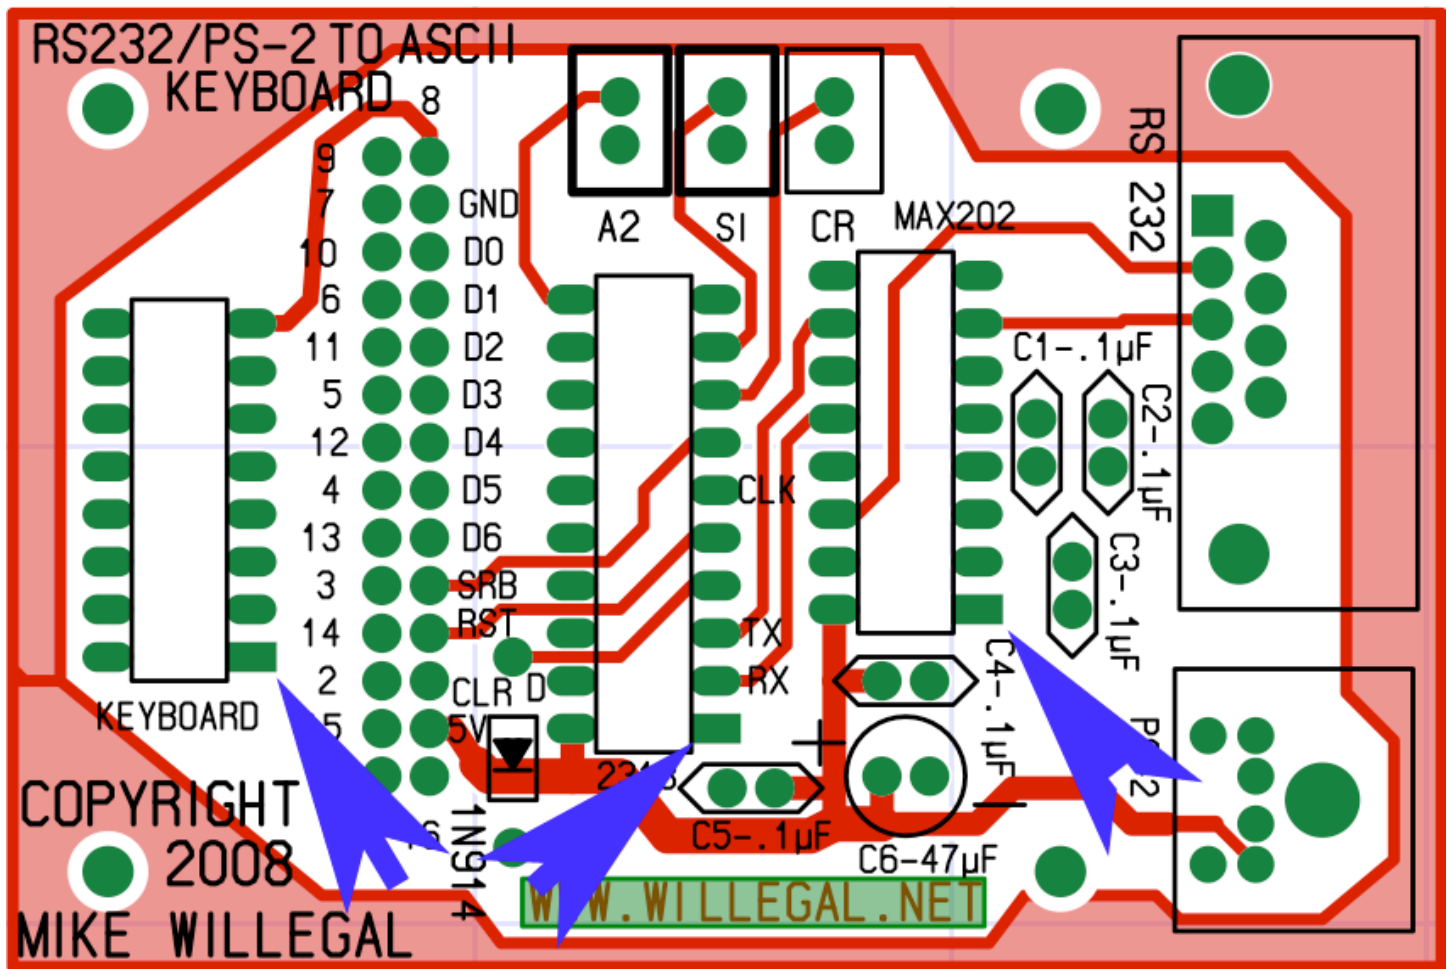 RS232/PS-2 TO ASCII
KEYBOARD
8
9
7
GND
10
D0
6
D1
11
D2
5
D3
12
D4
4
D5
13
D6
3
SRB
14
RST
2
CLR D
5V
KEYBOARD
A2
SI
CR
MAX202
CLK
TX
RX
RS 232
C1-.1µF
C2-.1µF
C3-.1µF
C4-.1µF
+
C5-.1µF
C6-47µF
1N914
COPYRIGHT
2008
MIKE WILLEGAL
WWW.WILLEGAL.NET